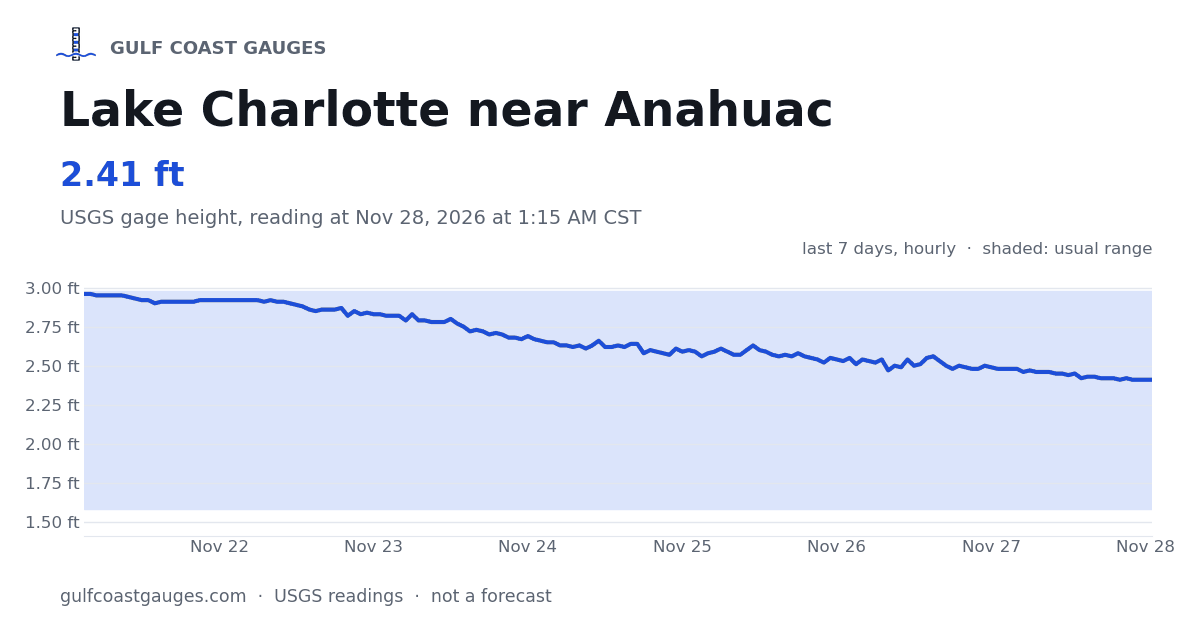 GULF COAST GAUGES
Lake Charlotte near Anahuac
2.41 ft
USGS gage height, reading at Nov 28, 2026 at 1:15 AM CST
last 7 days, hourly · shaded: usual range
3.00 ft
2.75 ft
2.50 ft
2.25 ft
2.00 ft
1.75 ft
1.50 ft
Nov 22 Nov 23 Nov 24 Nov 25 Nov 26 Nov 27 Nov 28
gulfcoastgauges.com · USGS readings · not a forecast